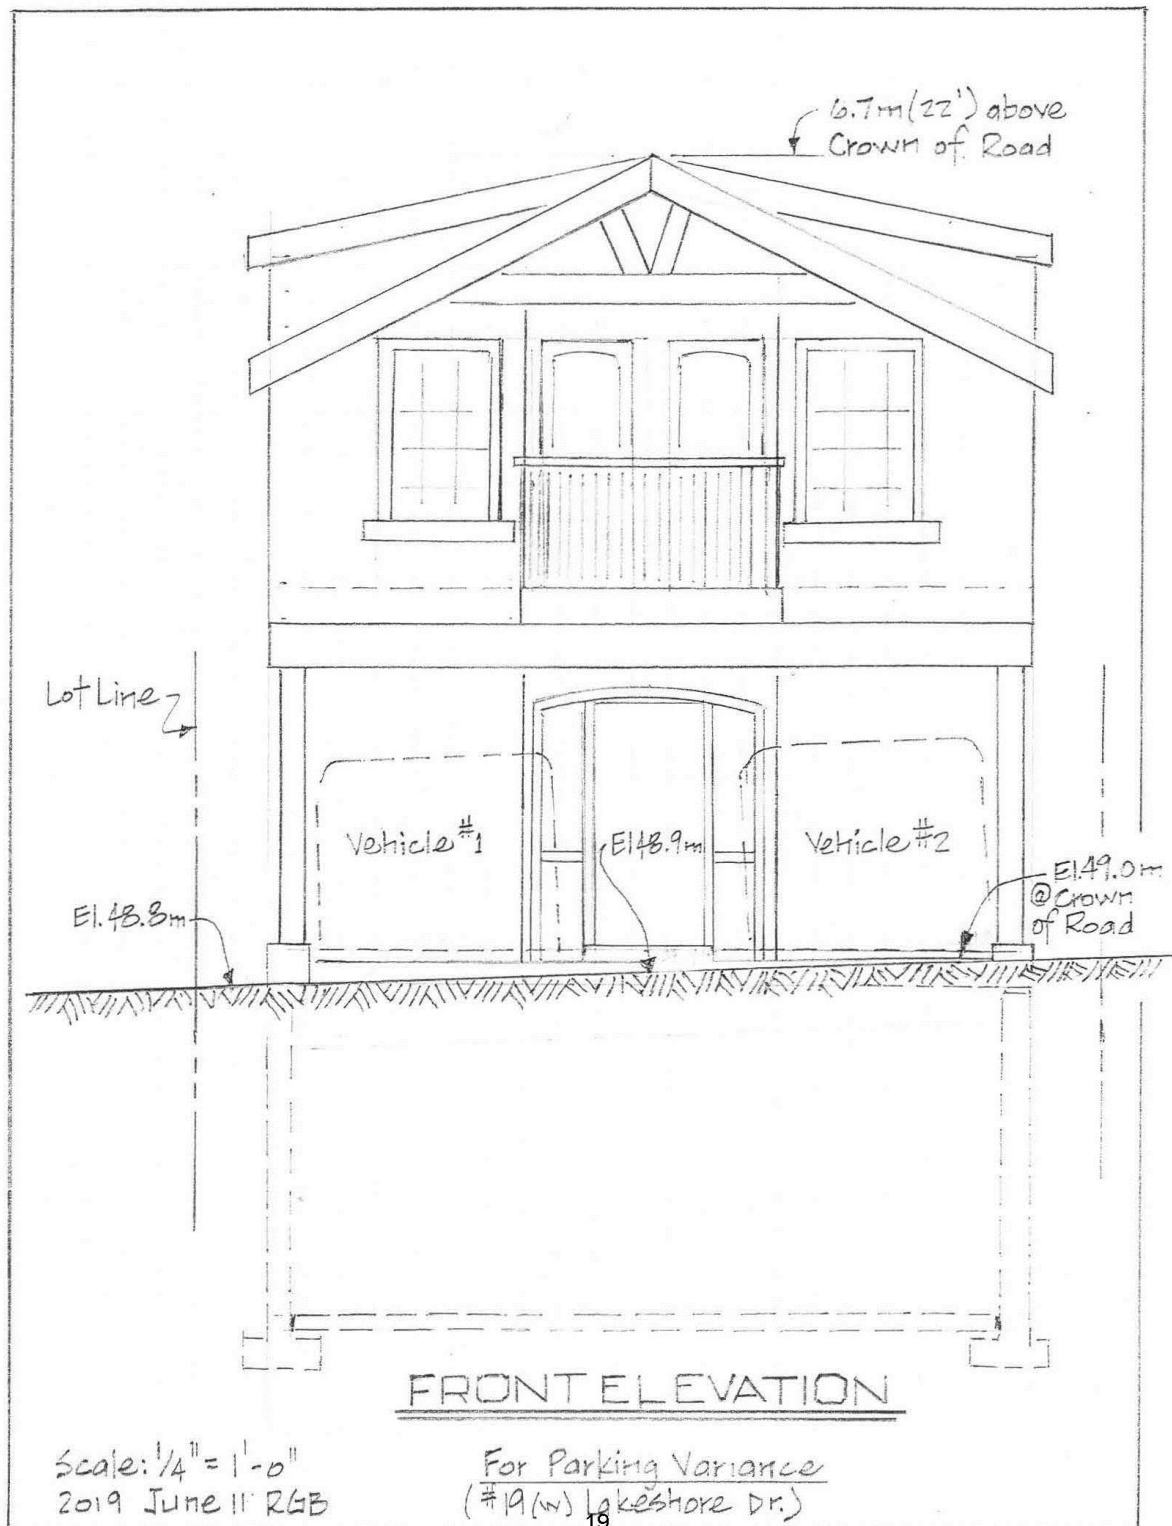 6.7m (22') above
Crown of Road
Lot Line
Vehicle #1
El 48.9m
Vehicle #2
El. 49.0m
@ Crown
of Road
El. 48.8m
FRONT ELEVATION
Scale: 1/4" = 1'-0"
2019 June 11 RGB
For Parking Variance
(#19 (w) Lakeshore Dr.)
19